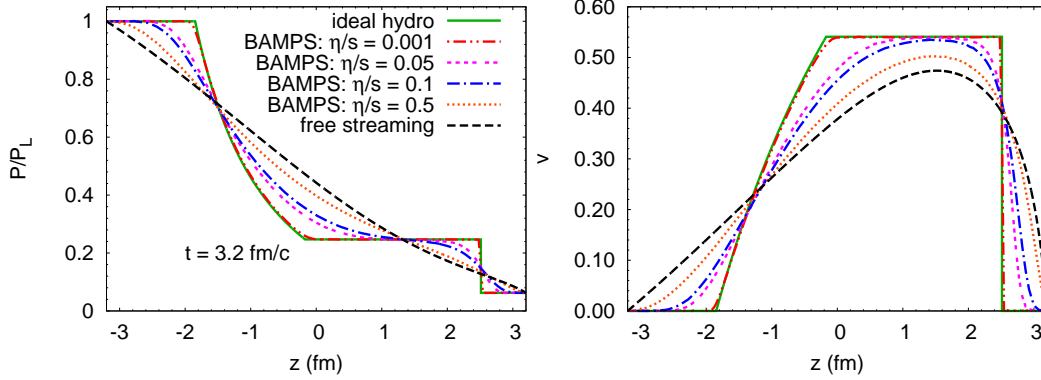 ideal hydro
BAMPS: η/s = 0.001
BAMPS: η/s = 0.05
BAMPS: η/s = 0.1
BAMPS: η/s = 0.5
free streaming
t = 3.2 fm/c
P/P_L
1
0.8
0.6
0.4
0.2
0
-3 -2 -1 0 1 2 3
z (fm)
v
0.60
0.50
0.40
0.30
0.20
0.10
0.00
-3 -2 -1 0 1 2 3
z (fm)